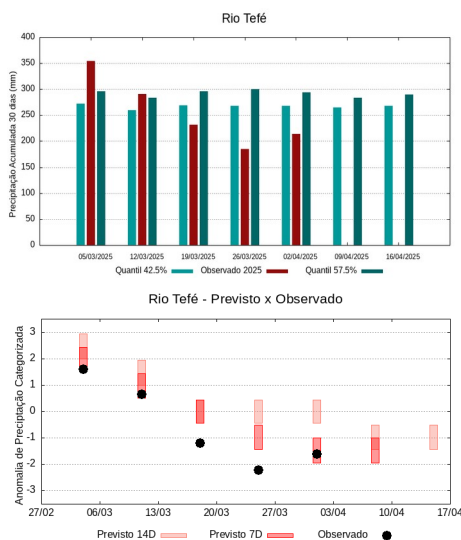 Rio Tefé
Precipitação Acumulada 30 dias (mm)
400
350
300
250
200
150
100
50
0
05/03/2025 12/03/2025 19/03/2025 26/03/2025 02/04/2025 09/04/2025 16/04/2025
Quantil 42.5% Observado 2025 Quantil 57.5%
Rio Tefé - Previsto x Observado
Anomalia de Preciptação Categorizada
3
2
1
0
-1
-2
-3
27/02 06/03 13/03 20/03 27/03 03/04 10/04 17/04
Previsto 14D Previsto 7D Observado